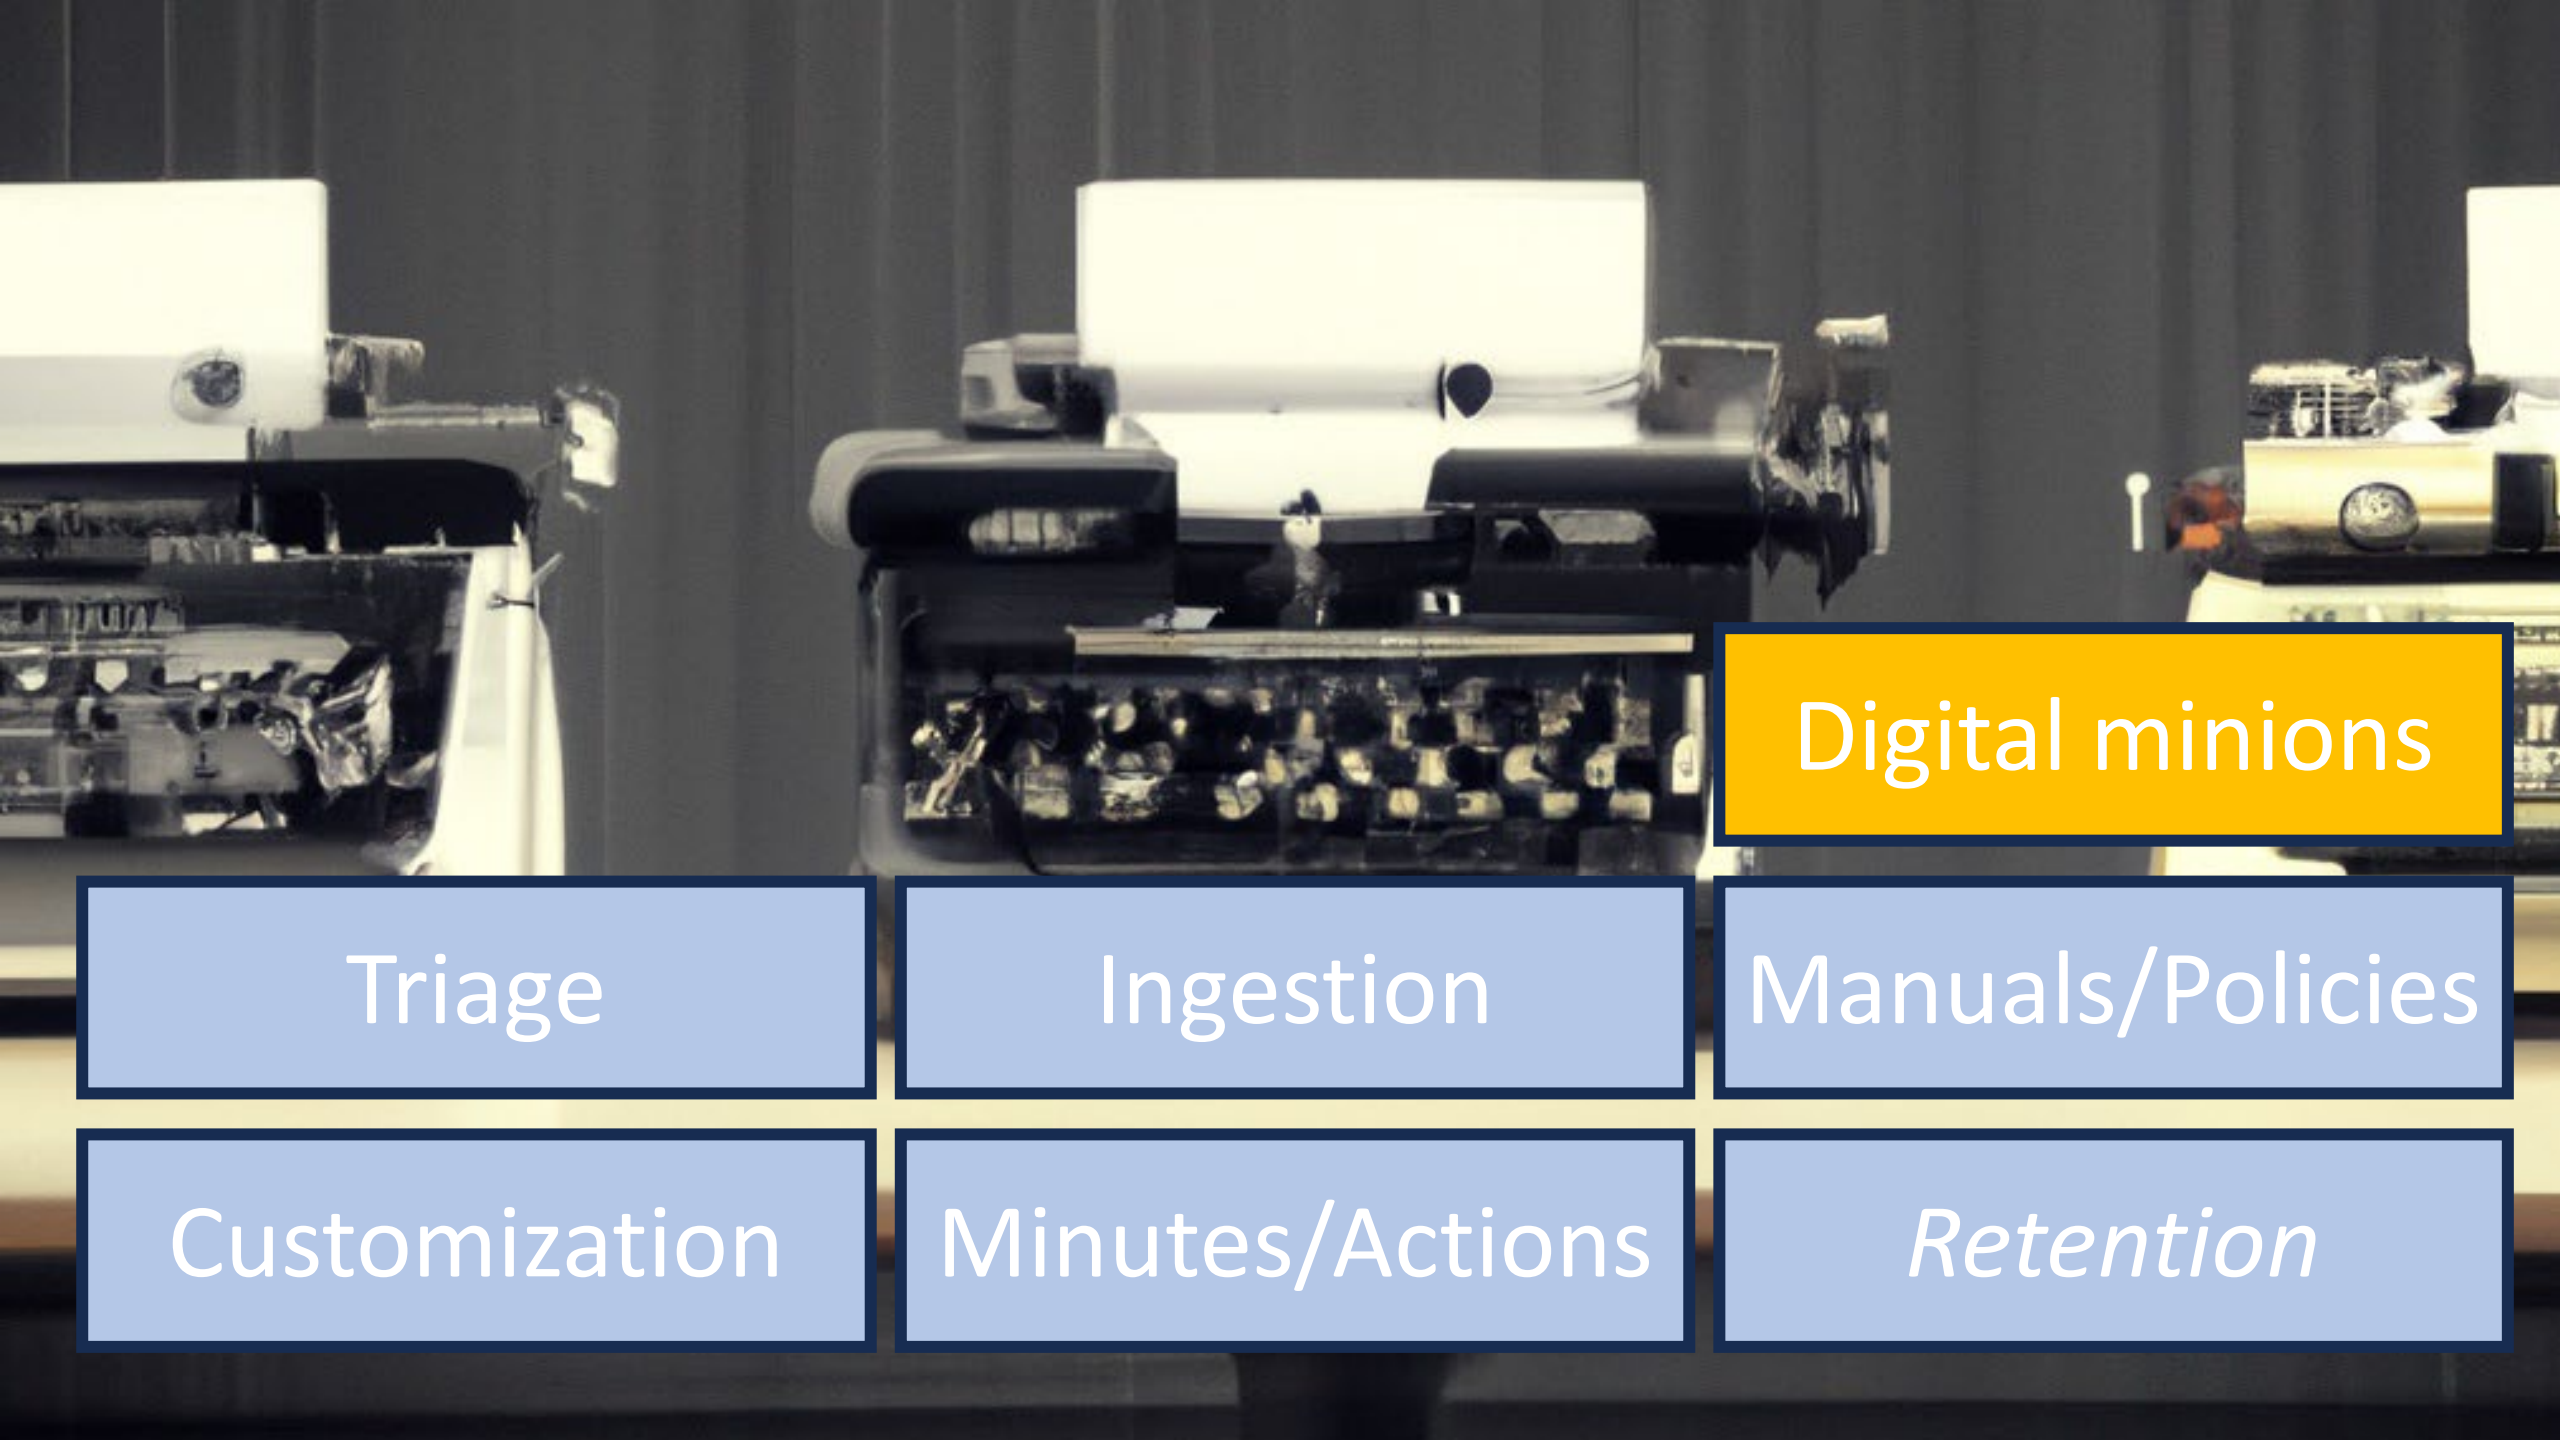 Digital minions
Triage
Ingestion
Manuals/Policies
Customization
Minutes/Actions
Retention